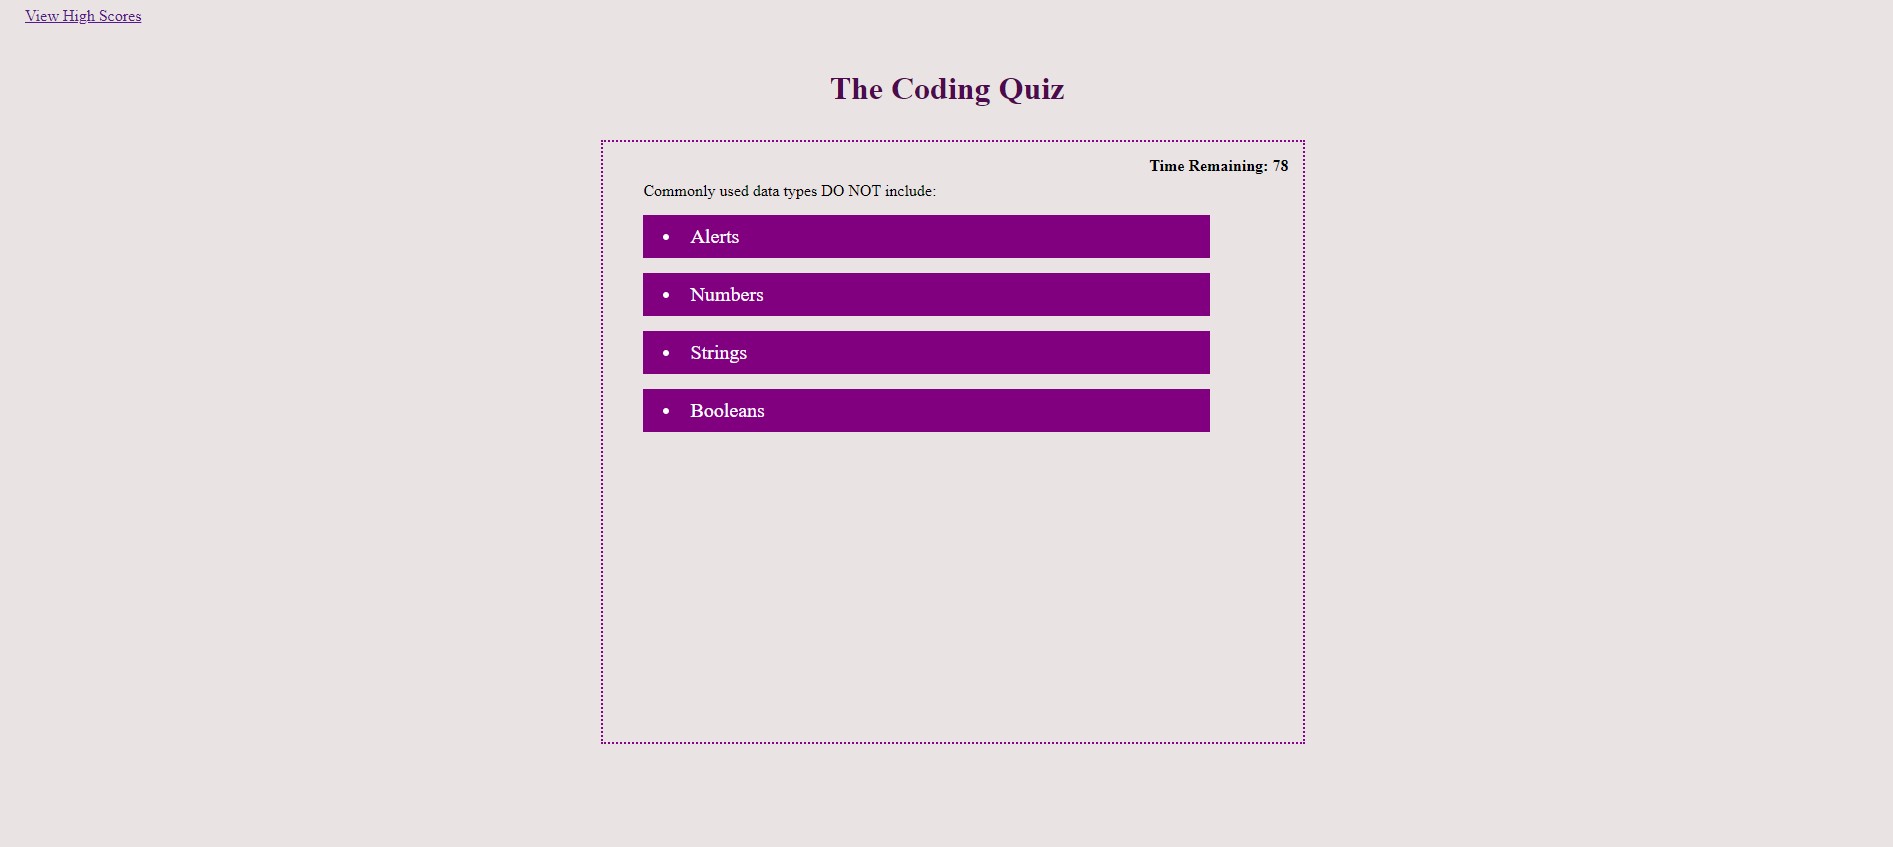 View High Scores
The Coding Quiz
Time Remaining: 78
Commonly used data types DO NOT include:
• Alerts
• Numbers
• Strings
• Booleans